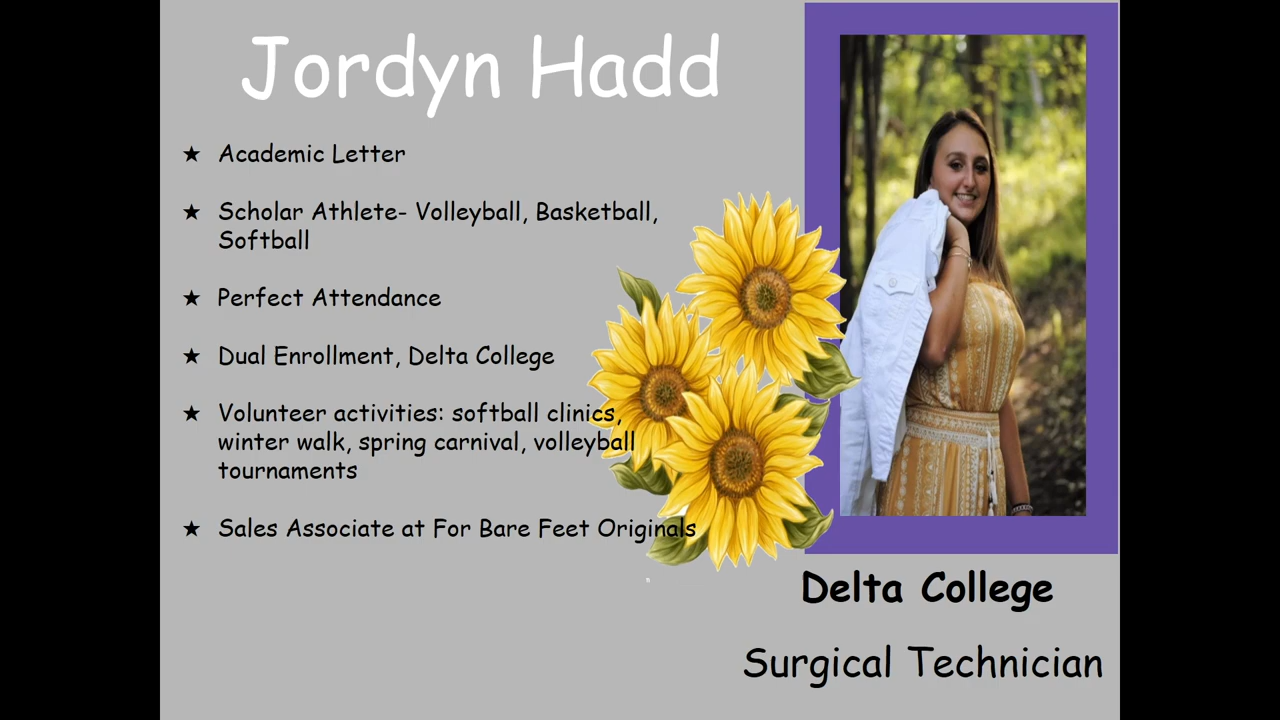 Jordyn Hadd
★ Academic Letter
★ Scholar Athlete- Volleyball, Basketball,
Softball
★ Perfect Attendance
★ Dual Enrollment, Delta College
★ Volunteer activities: softball clinics,
winter walk, spring carnival, volleyball
tournaments
★ Sales Associate at For Bare Feet Originals
Delta College
Surgical Technician